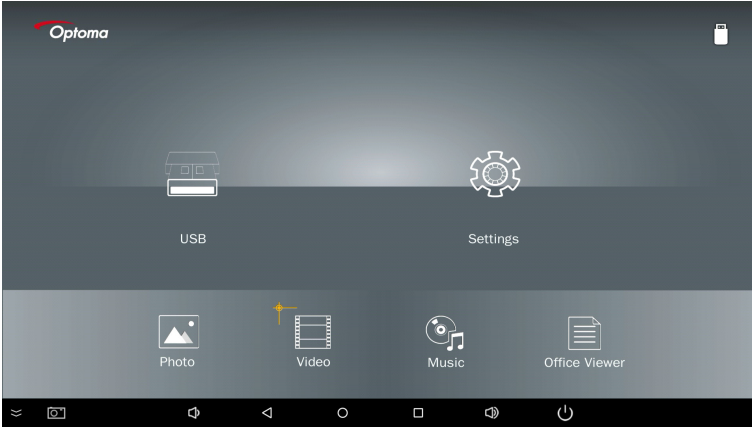 Optoma
USB
Settings
Photo
Video
Music
Office Viewer